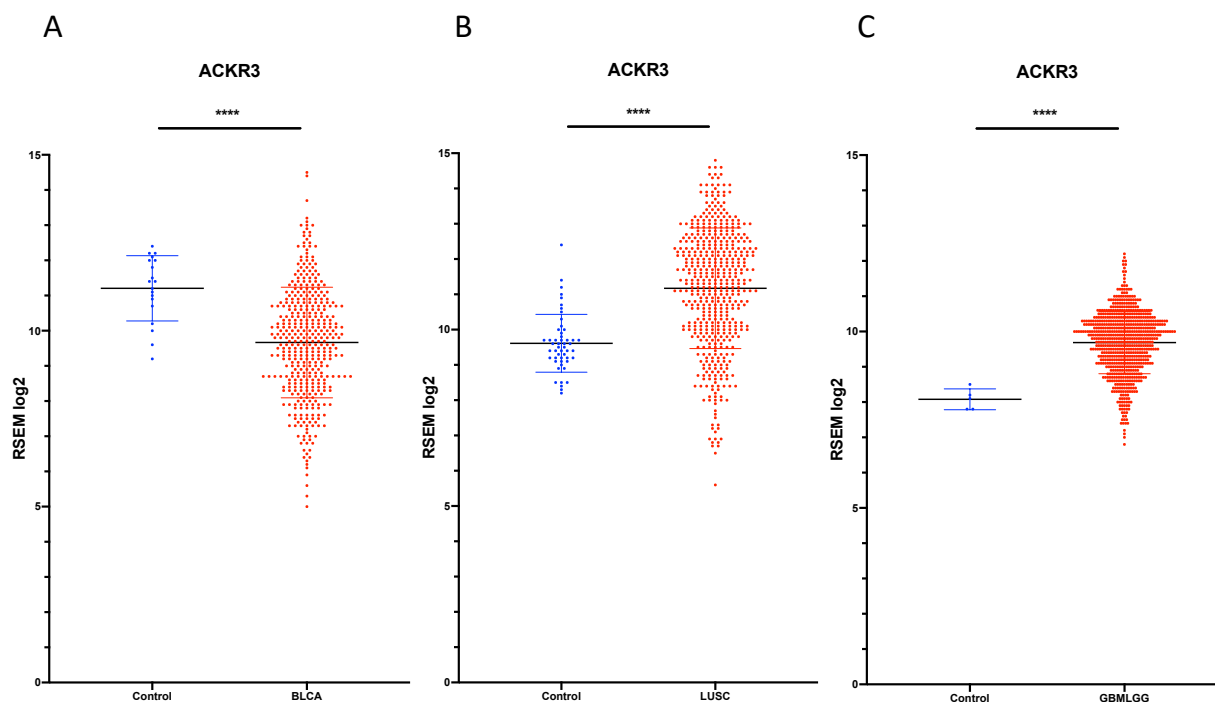 A
B
C
ACKR3
ACKR3
ACKR3
****
****
****
15
10
5
0
RSEM log2
Control
BLCA
15
10
5
0
RSEM log2
Control
LUSC
15
10
5
0
RSEM log2
Control
GBMLGG